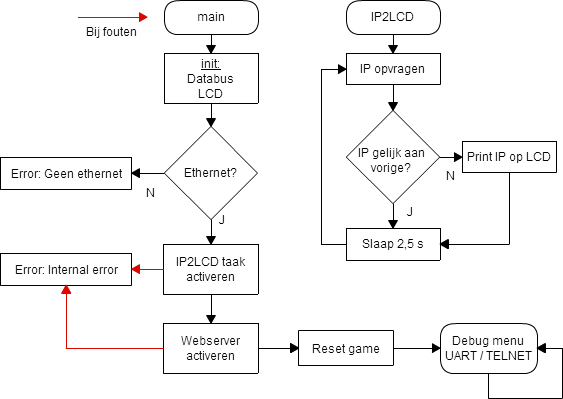 Bij fouten
main
init:
Databus
LCD
Ethernet?
Error: Geen ethernet
N
J
IP2LCD taak
activeren
Error: Internal error
Webserver
activeren
Reset game
Debug menu
UART / TELNET
IP2LCD
IP opvragen
IP gelijk aan
vorige?
N
Print IP op LCD
J
Slaap 2,5 s